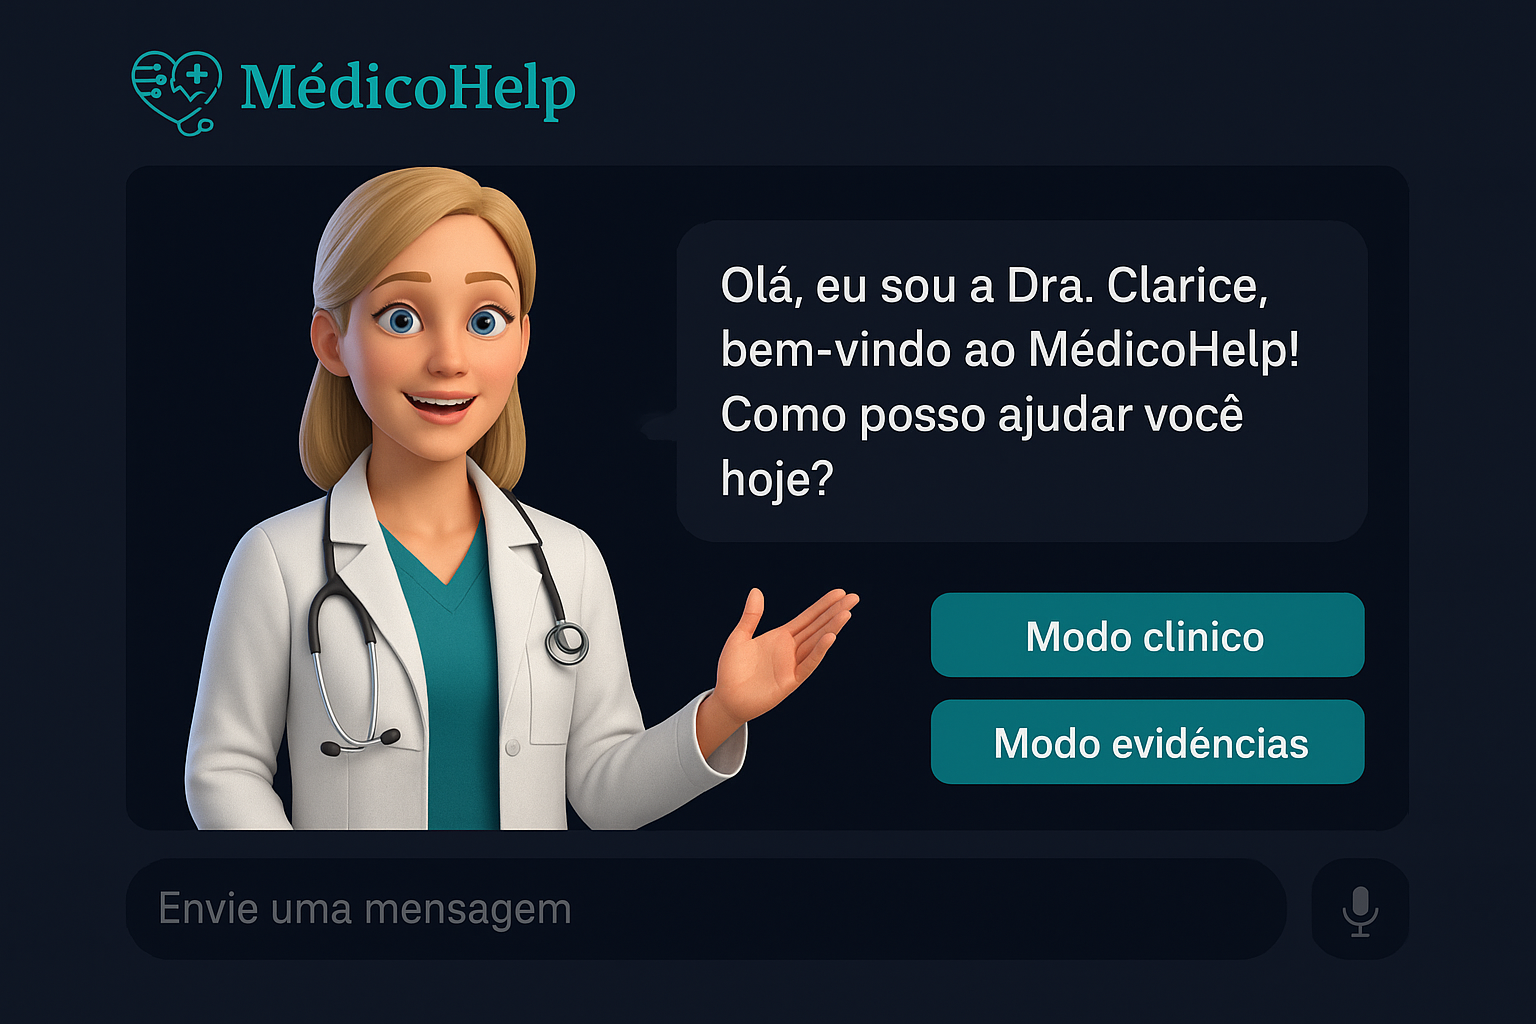 MédicoHelp
Olá, eu sou a Dra. Clarice,
bem-vindo ao MédicoHelp!
Como posso ajudar você
hoje?
Modo clinico
Modo evidéncias
Envie uma mensagem